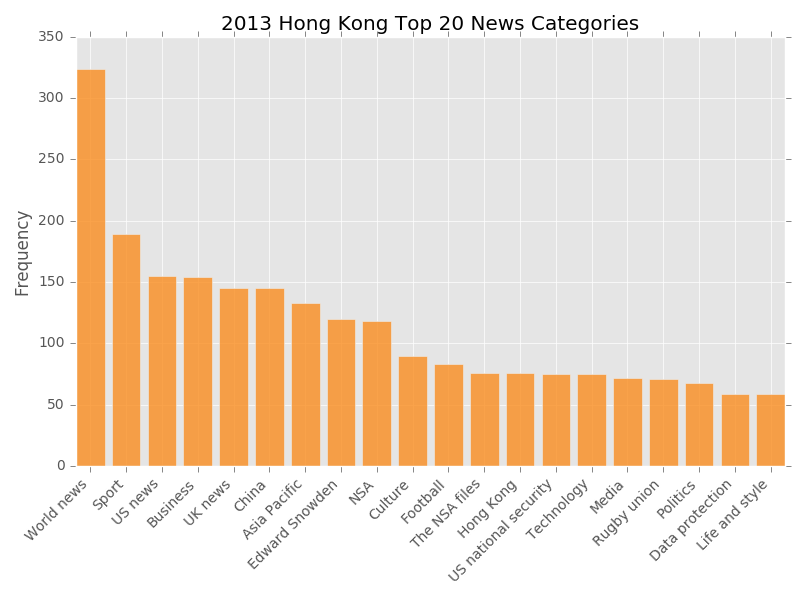 2013 Hong Kong Top 20 News Categories
350
300
250
200
150
100
50
0
Frequency
World news
Sport
US news
Business
UK news
China
Asia Pacific
Edward Snowden
NSA
Culture
Football
The NSA files
Hong Kong
US national security
Technology
Media
Rugby union
Politics
Data protection
Life and style